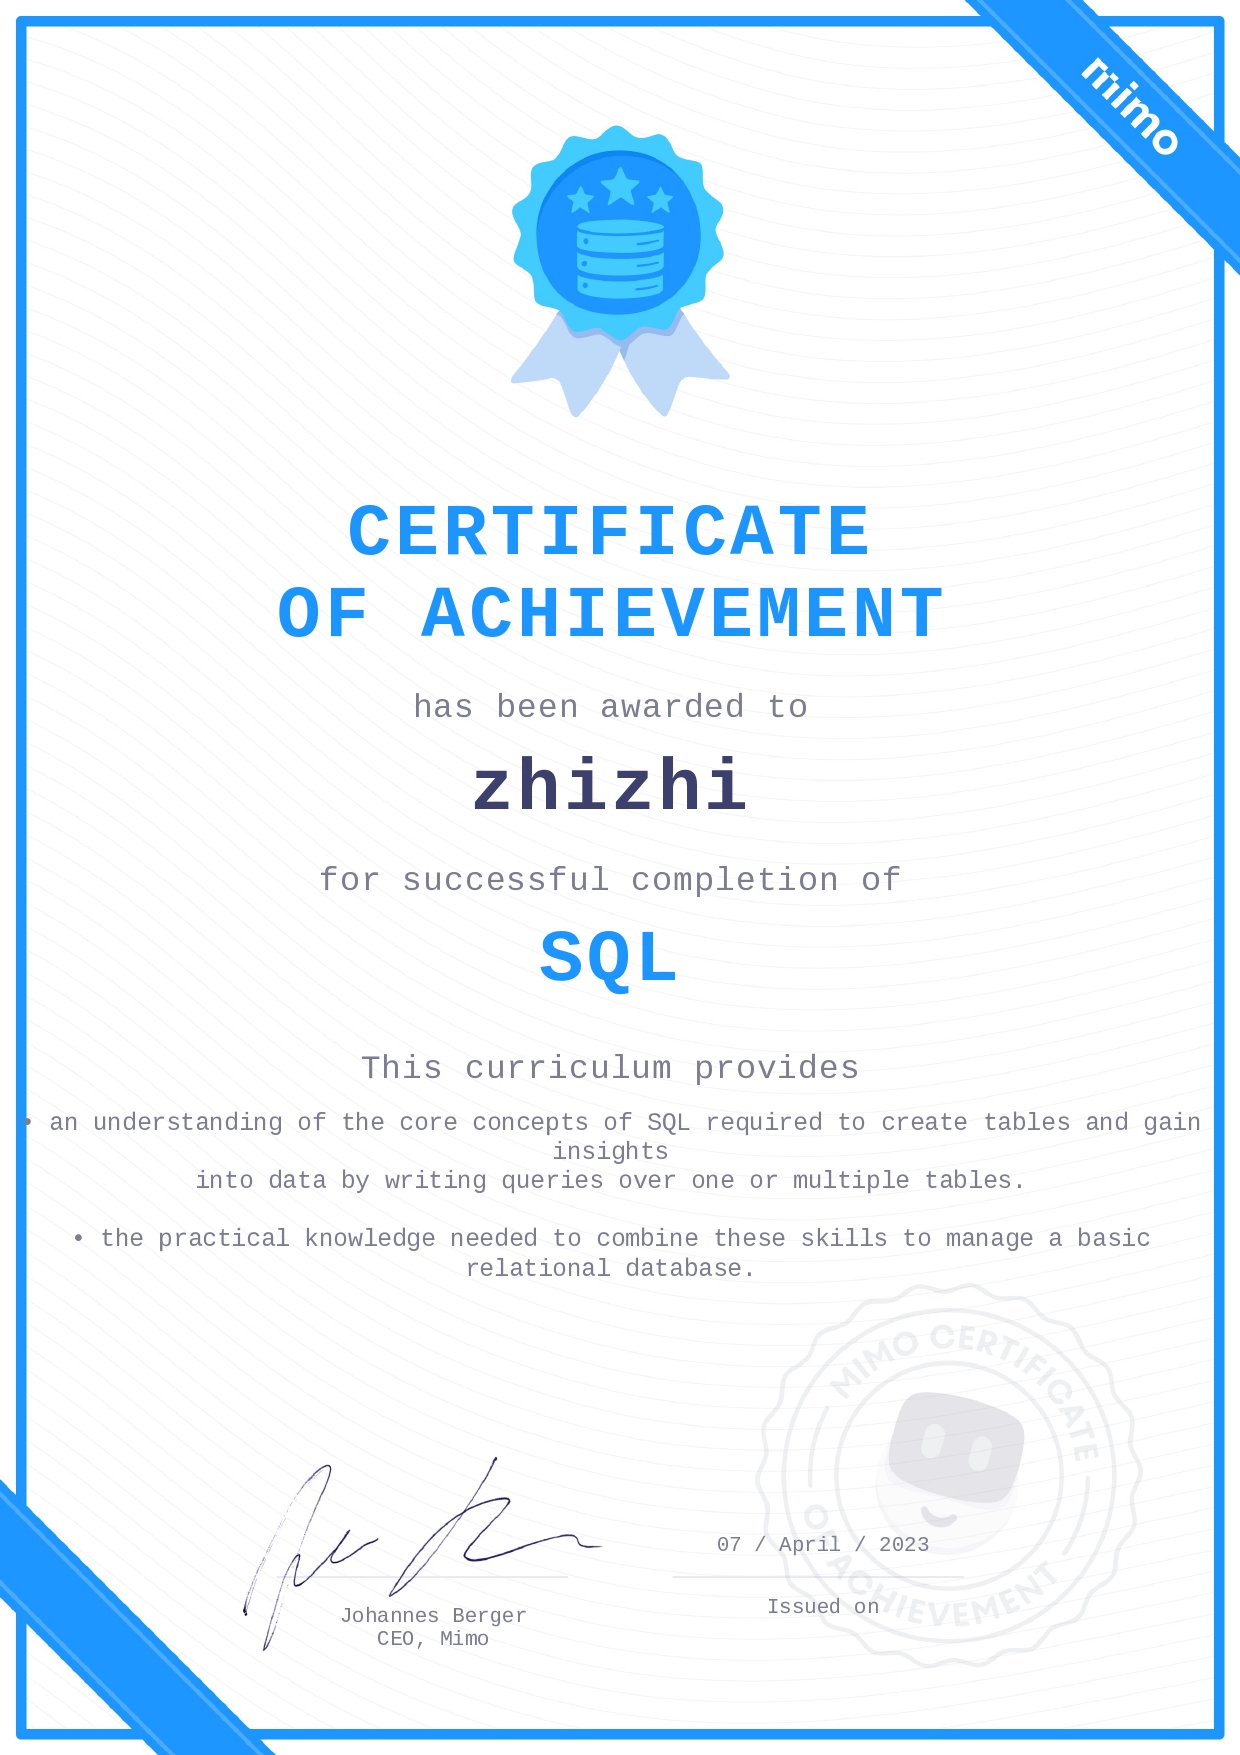 mimo
CERTIFICATE
OF ACHIEVEMENT
has been awarded to
zhizhi
for successful completion of
SQL
This curriculum provides
• an understanding of the core concepts of SQL required to create tables and gain
insights
into data by writing queries over one or multiple tables.
• the practical knowledge needed to combine these skills to manage a basic
relational database.
MIMO CERTIFICATE
OF ACHIEVEMENT
07 / April / 2023
Issued on
Johannes Berger
CEO, Mimo